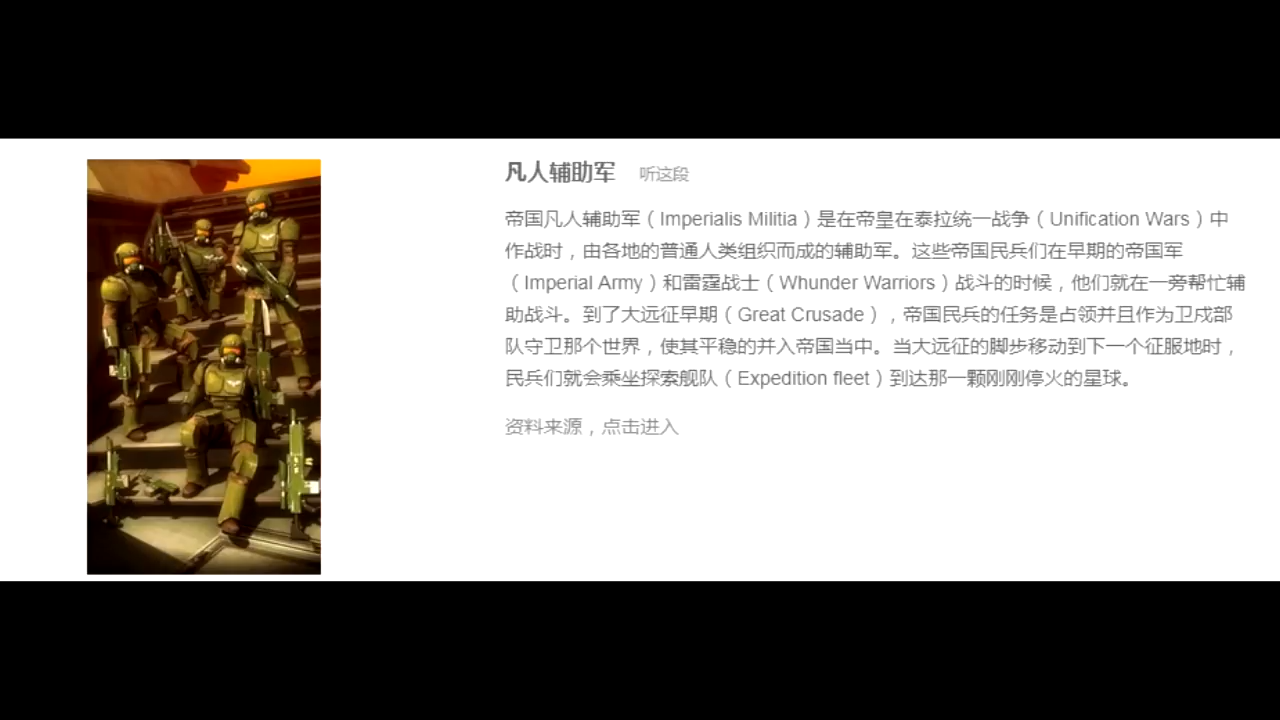 凡人辅助军 听这段
帝国凡人辅助军（Imperialis Militia）是在帝皇在泰拉统一战争（Unification Wars）中
作战时，由各地的普通人类组织而成的辅助军。这些帝国民兵们在早期的帝国军
（Imperial Army）和雷霆战士（Whunder Warriors）战斗的时候，他们就在一旁帮忙辅
助战斗。到了大远征早期（Great Crusade），帝国民兵的任务是占领并且作为卫戍部
队守卫那个世界，使其平稳的并入帝国当中。当大远征的脚步移动到下一个征服地时，
民兵们就会乘坐探索舰队（Expedition fleet）到达那一颗刚刚停火的星球。
资料来源，点击进入